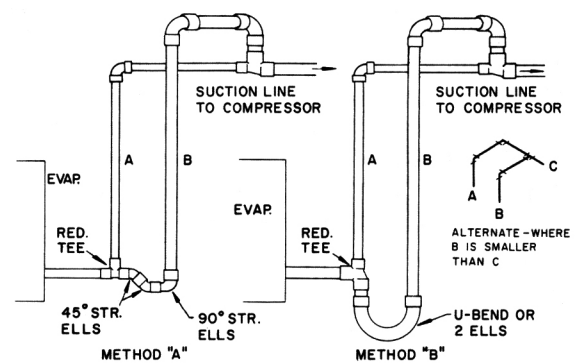 SUCTION LINE
TO COMPRESSOR
A
B
EVAP.
RED.
TEE
45° STR.
ELLS
90° STR.
ELLS
METHOD "A"
SUCTION LINE
TO COMPRESSOR
A
B
EVAP.
RED.
TEE
A
B
C
ALTERNATE-WHERE
B IS SMALLER
THAN C
U-BEND OR
2 ELLS
METHOD "B"